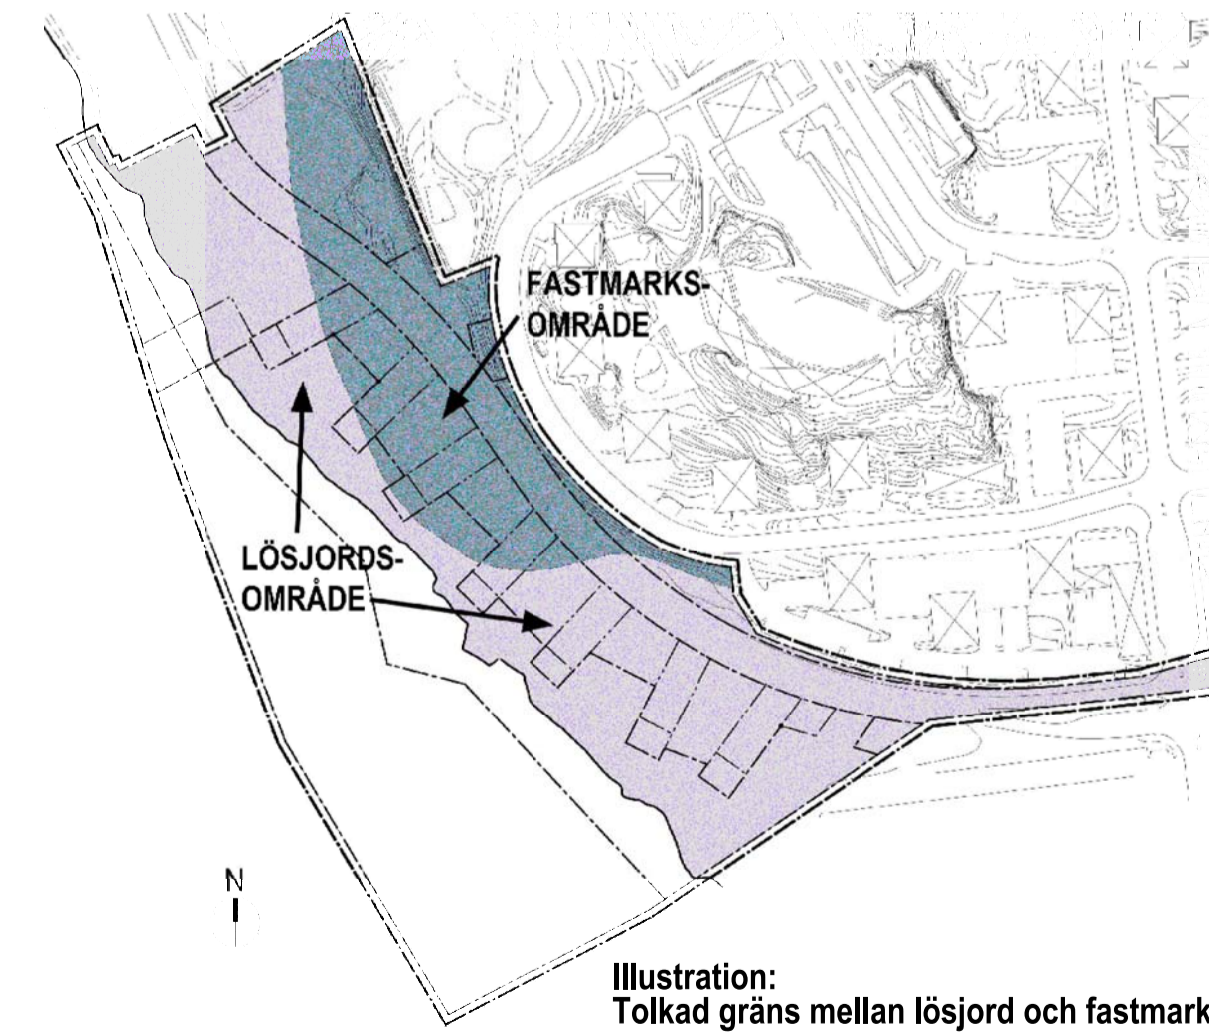 FASTMARKS-
OMRÅDE
LÖSJORDS-
OMRÅDE
N
Illustration:
Tolkad gräns mellan lösjord och fastmark